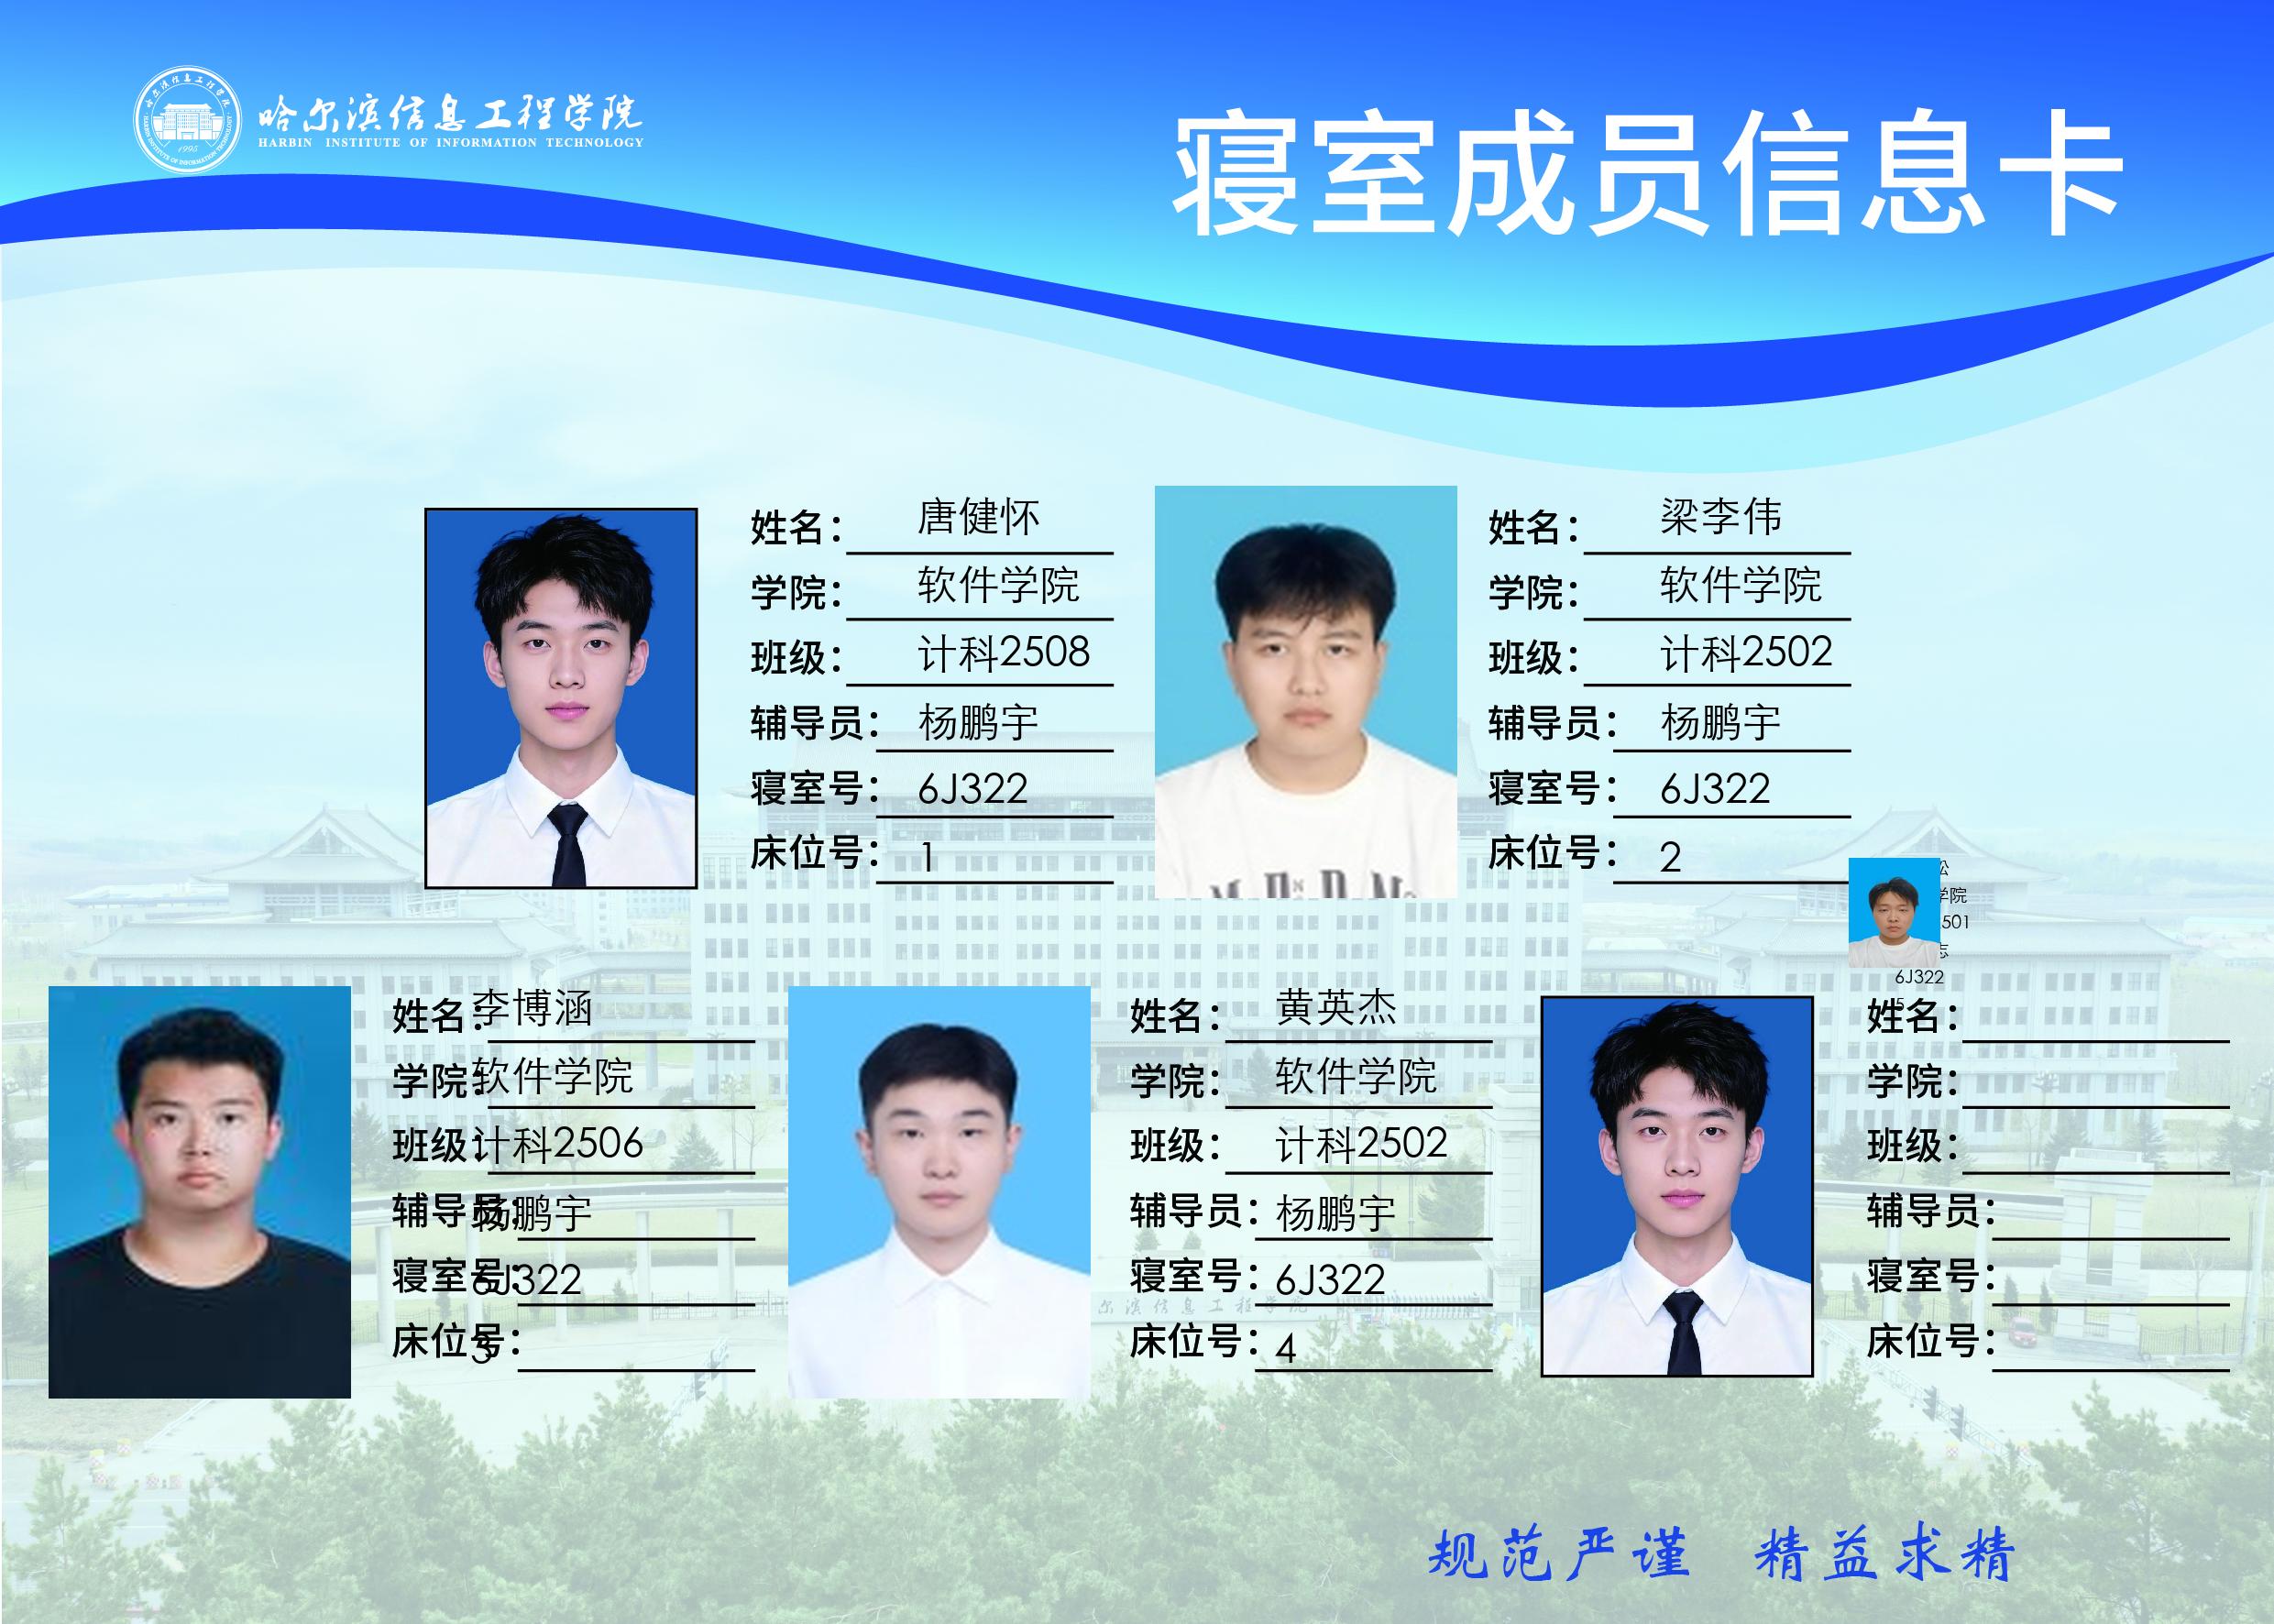 哈尔滨信息工程学院
HARBIN INSTITUTE OF INFORMATION TECHNOLOGY
1995
寝室成员信息卡
姓名： 唐健怀
学院： 软件学院
班级： 计科2508
辅导员： 杨鹏宇
寝室号： 6J322
床位号： 1
姓名： 梁李伟
学院： 软件学院
班级： 计科2502
辅导员： 杨鹏宇
寝室号： 6J322
床位号： 2
学院
501
6J322
5
姓名：李博涵
学院：软件学院
班级：计科2506
辅导员：杨鹏宇
寝室号：6J322
床位号：3
姓名： 黄英杰
学院： 软件学院
班级： 计科2502
辅导员： 杨鹏宇
寝室号： 6J322
床位号： 4
姓名：
学院：
班级：
辅导员：
寝室号：
床位号：
规范严谨 精益求精